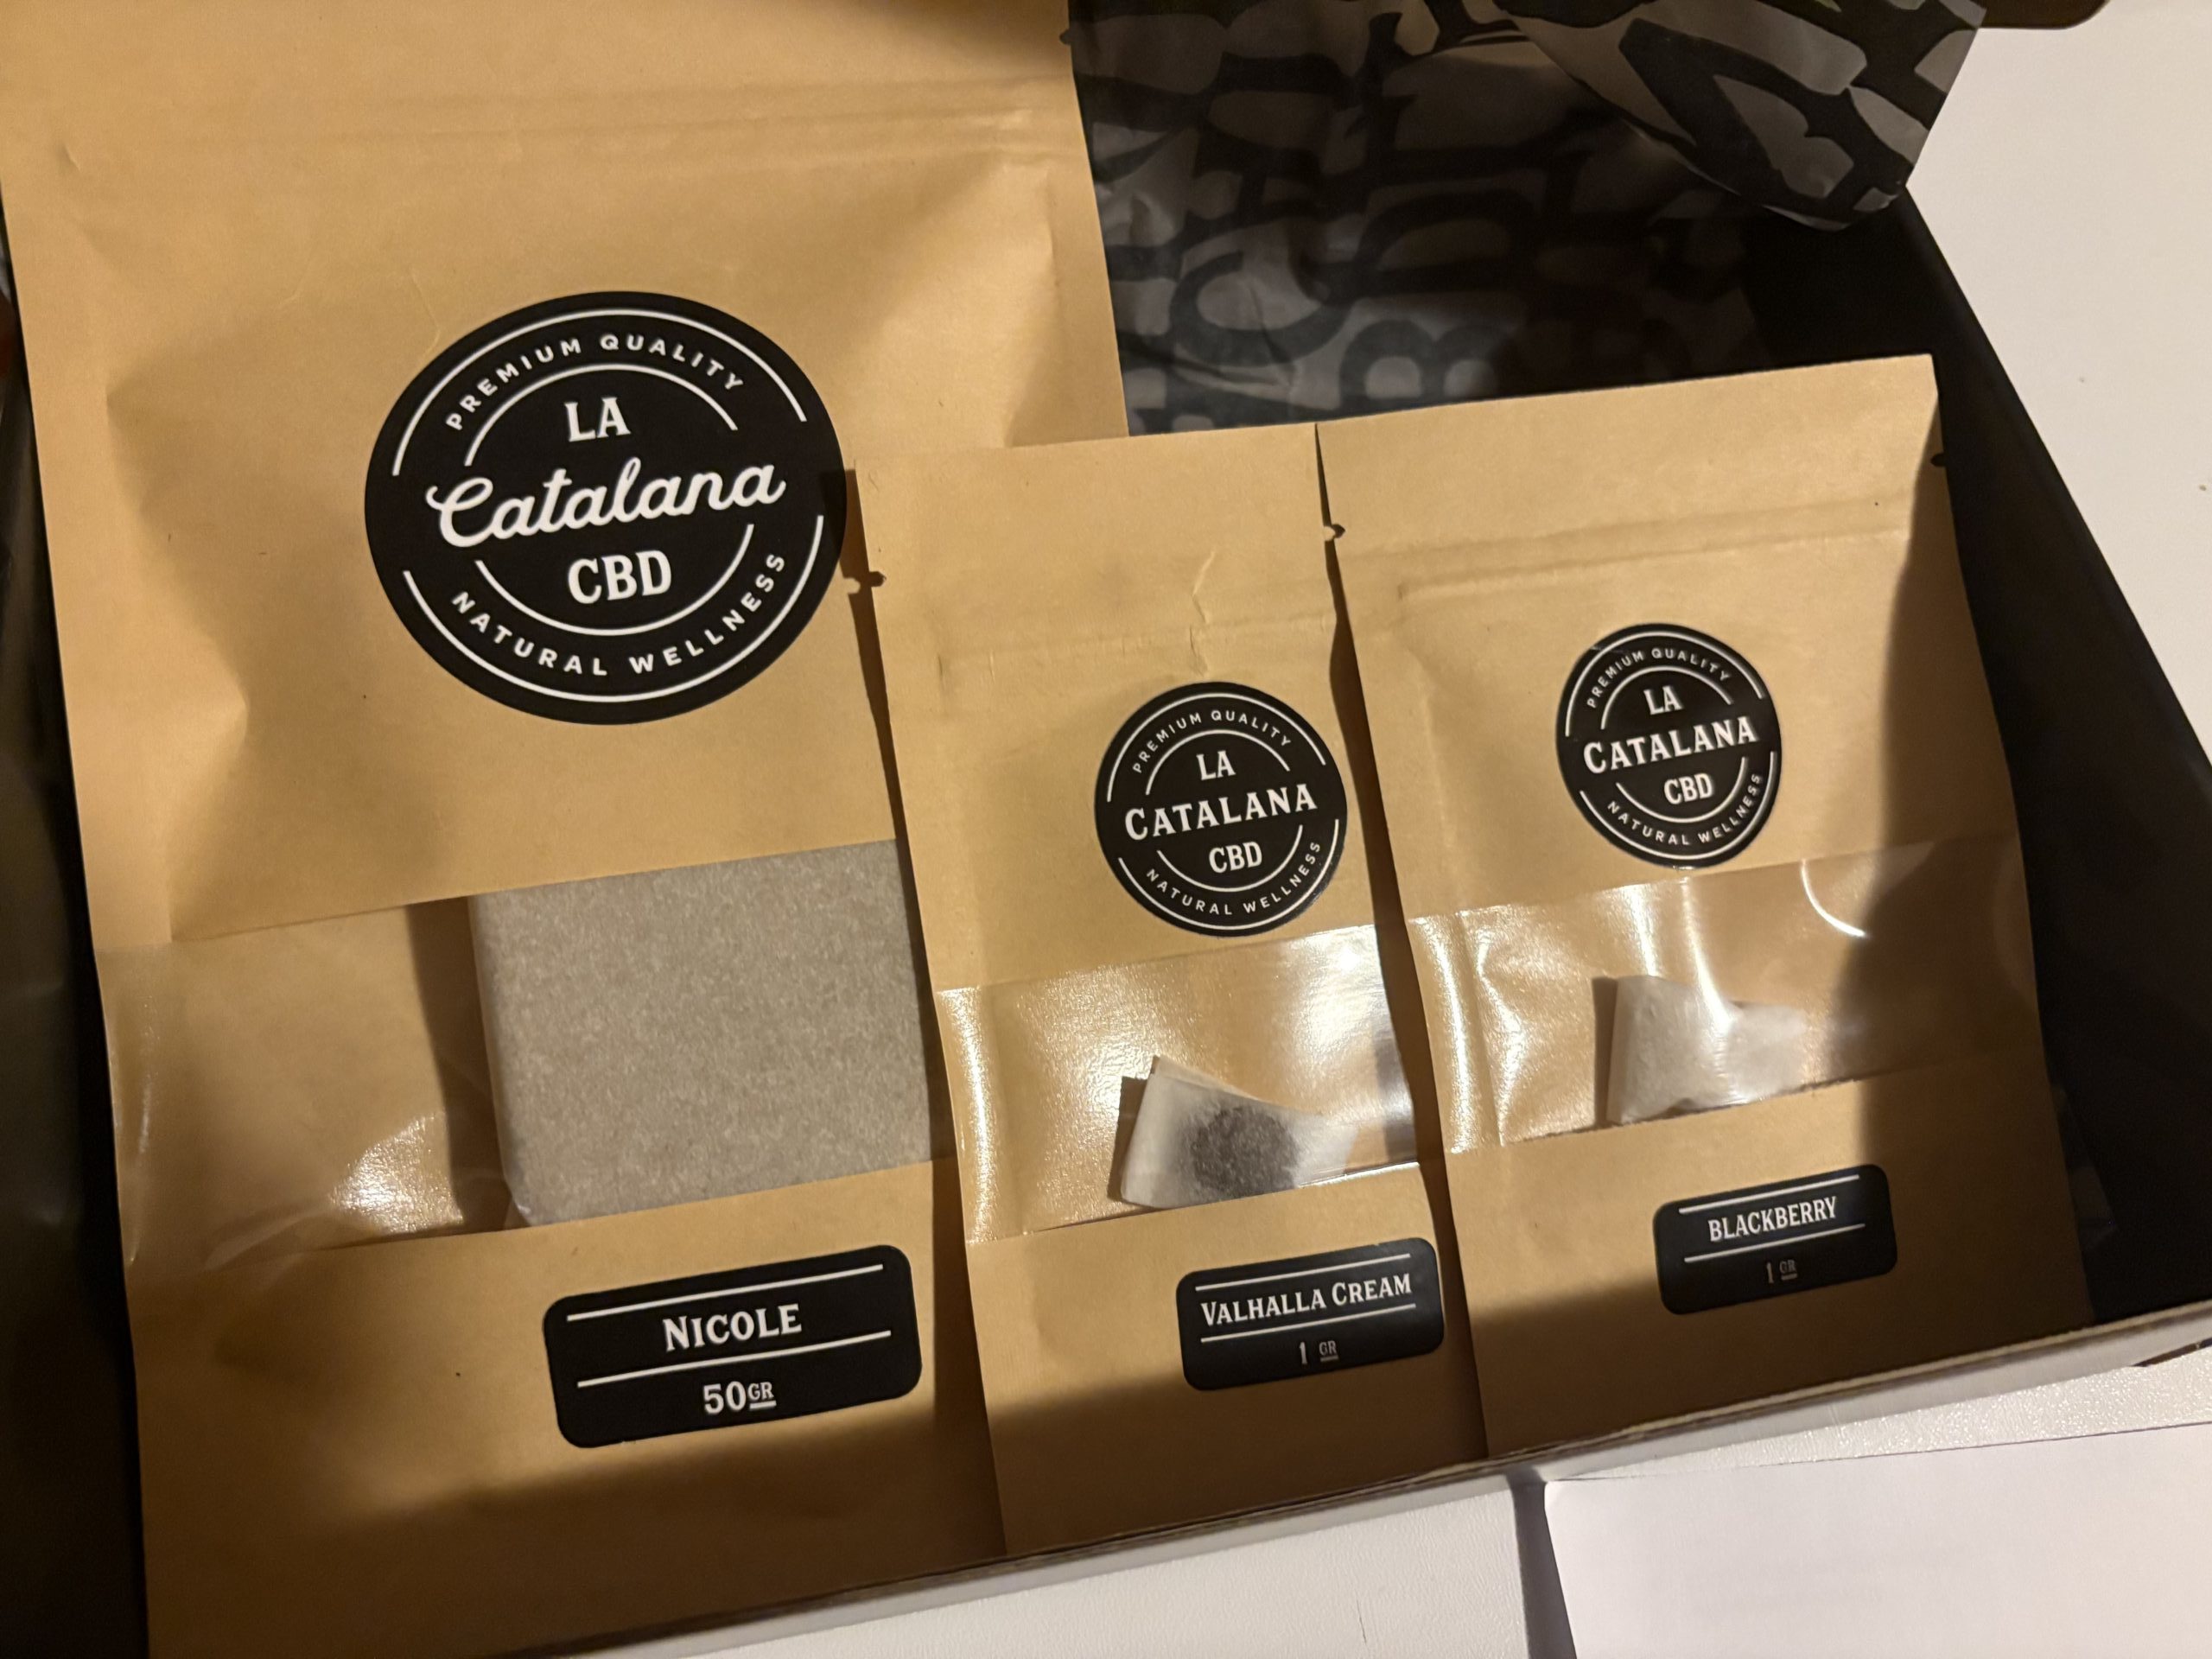 PREMIUM QUALITY
LA
Catalana
CBD
NATURAL WELLNESS
NICOLE
50GR
PREMIUM QUALITY
LA
CATALANA
CBD
NATURAL WELLNESS
VALHALLA CREAM
1 GR
PREMIUM QUALITY
LA
CATALANA
CBD
NATURAL WELLNESS
BLACKBERRY
1 GR